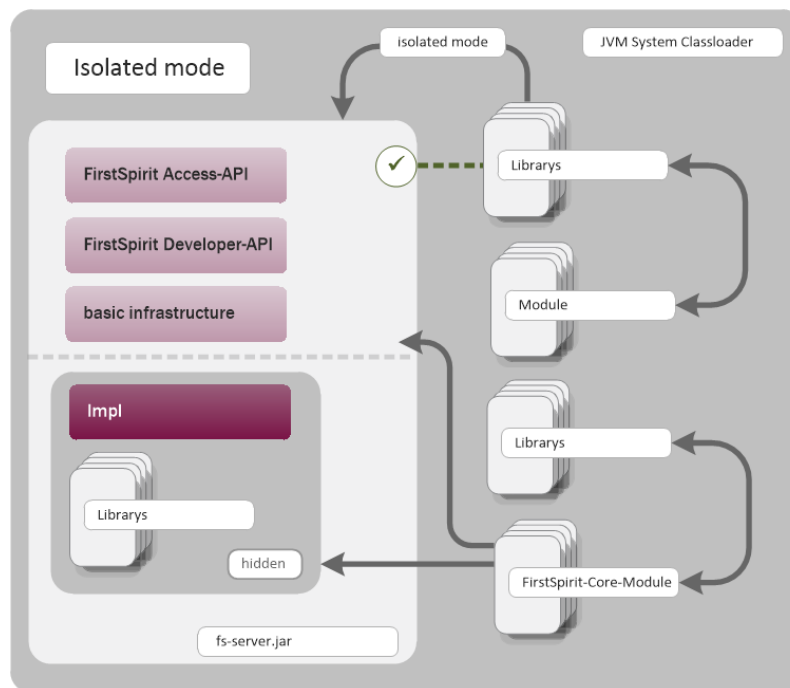 isolated mode
JVM System Classloader
Isolated mode
FirstSpirit Access-API
✓
Librarys
FirstSpirit Developer-API
basic infrastructure
Module
Impl
Librarys
Librarys
hidden
FirstSpirit-Core-Module
fs-server.jar